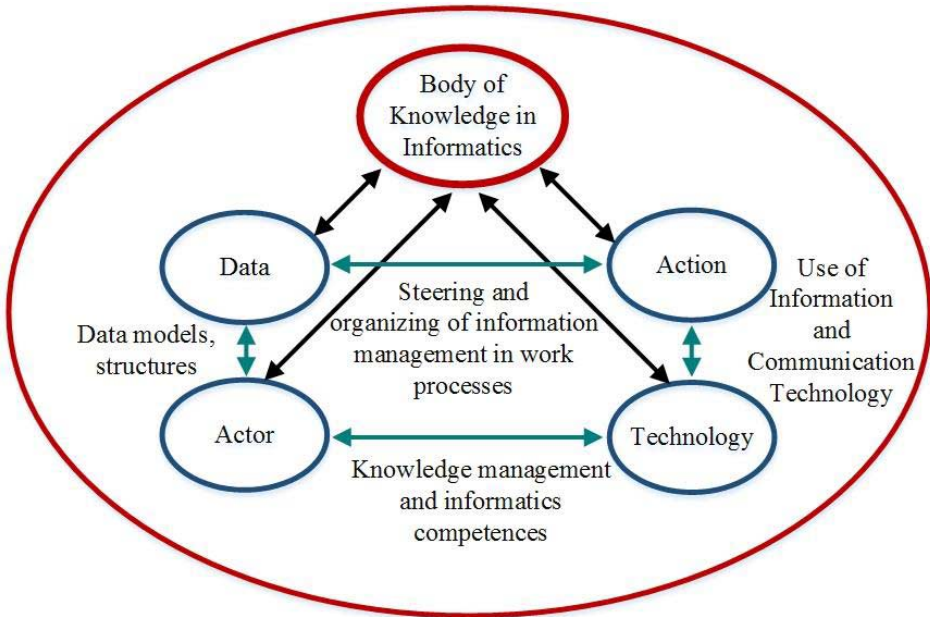 Body of
Knowledge in
Informatics
Data
Action
Steering and
organizing of information
management in work
processes
Use of
Information
and
Communication
Technology
Data models,
structures
Actor
Technology
Knowledge management
and informatics
competences